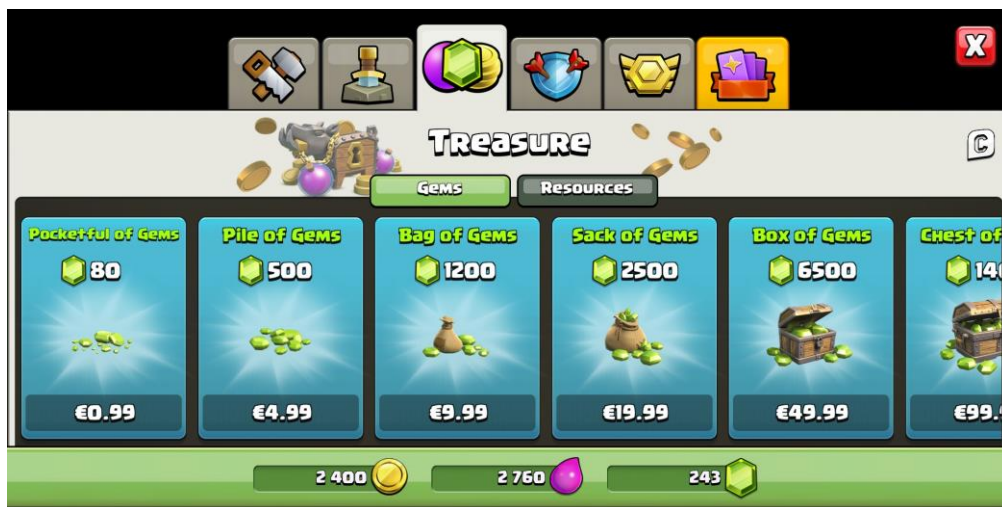 X
Treasure
C
Gems
Resources
Pocketful of Gems
80
€0.99
Pile of Gems
500
€4.99
Bag of Gems
1200
€9.99
Sack of Gems
2500
€19.99
Box of Gems
6500
€49.99
Chest of
2 400
2 760
243